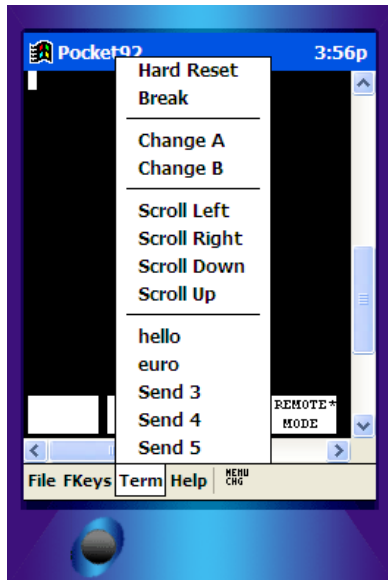 Pocket92 3:56p
Hard Reset
Break
Change A
Change B
Scroll Left
Scroll Right
Scroll Down
Scroll Up
hello
euro
Send 3
Send 4
Send 5
REMOTE*
MODE
File FKeys Term Help MENU
CHG